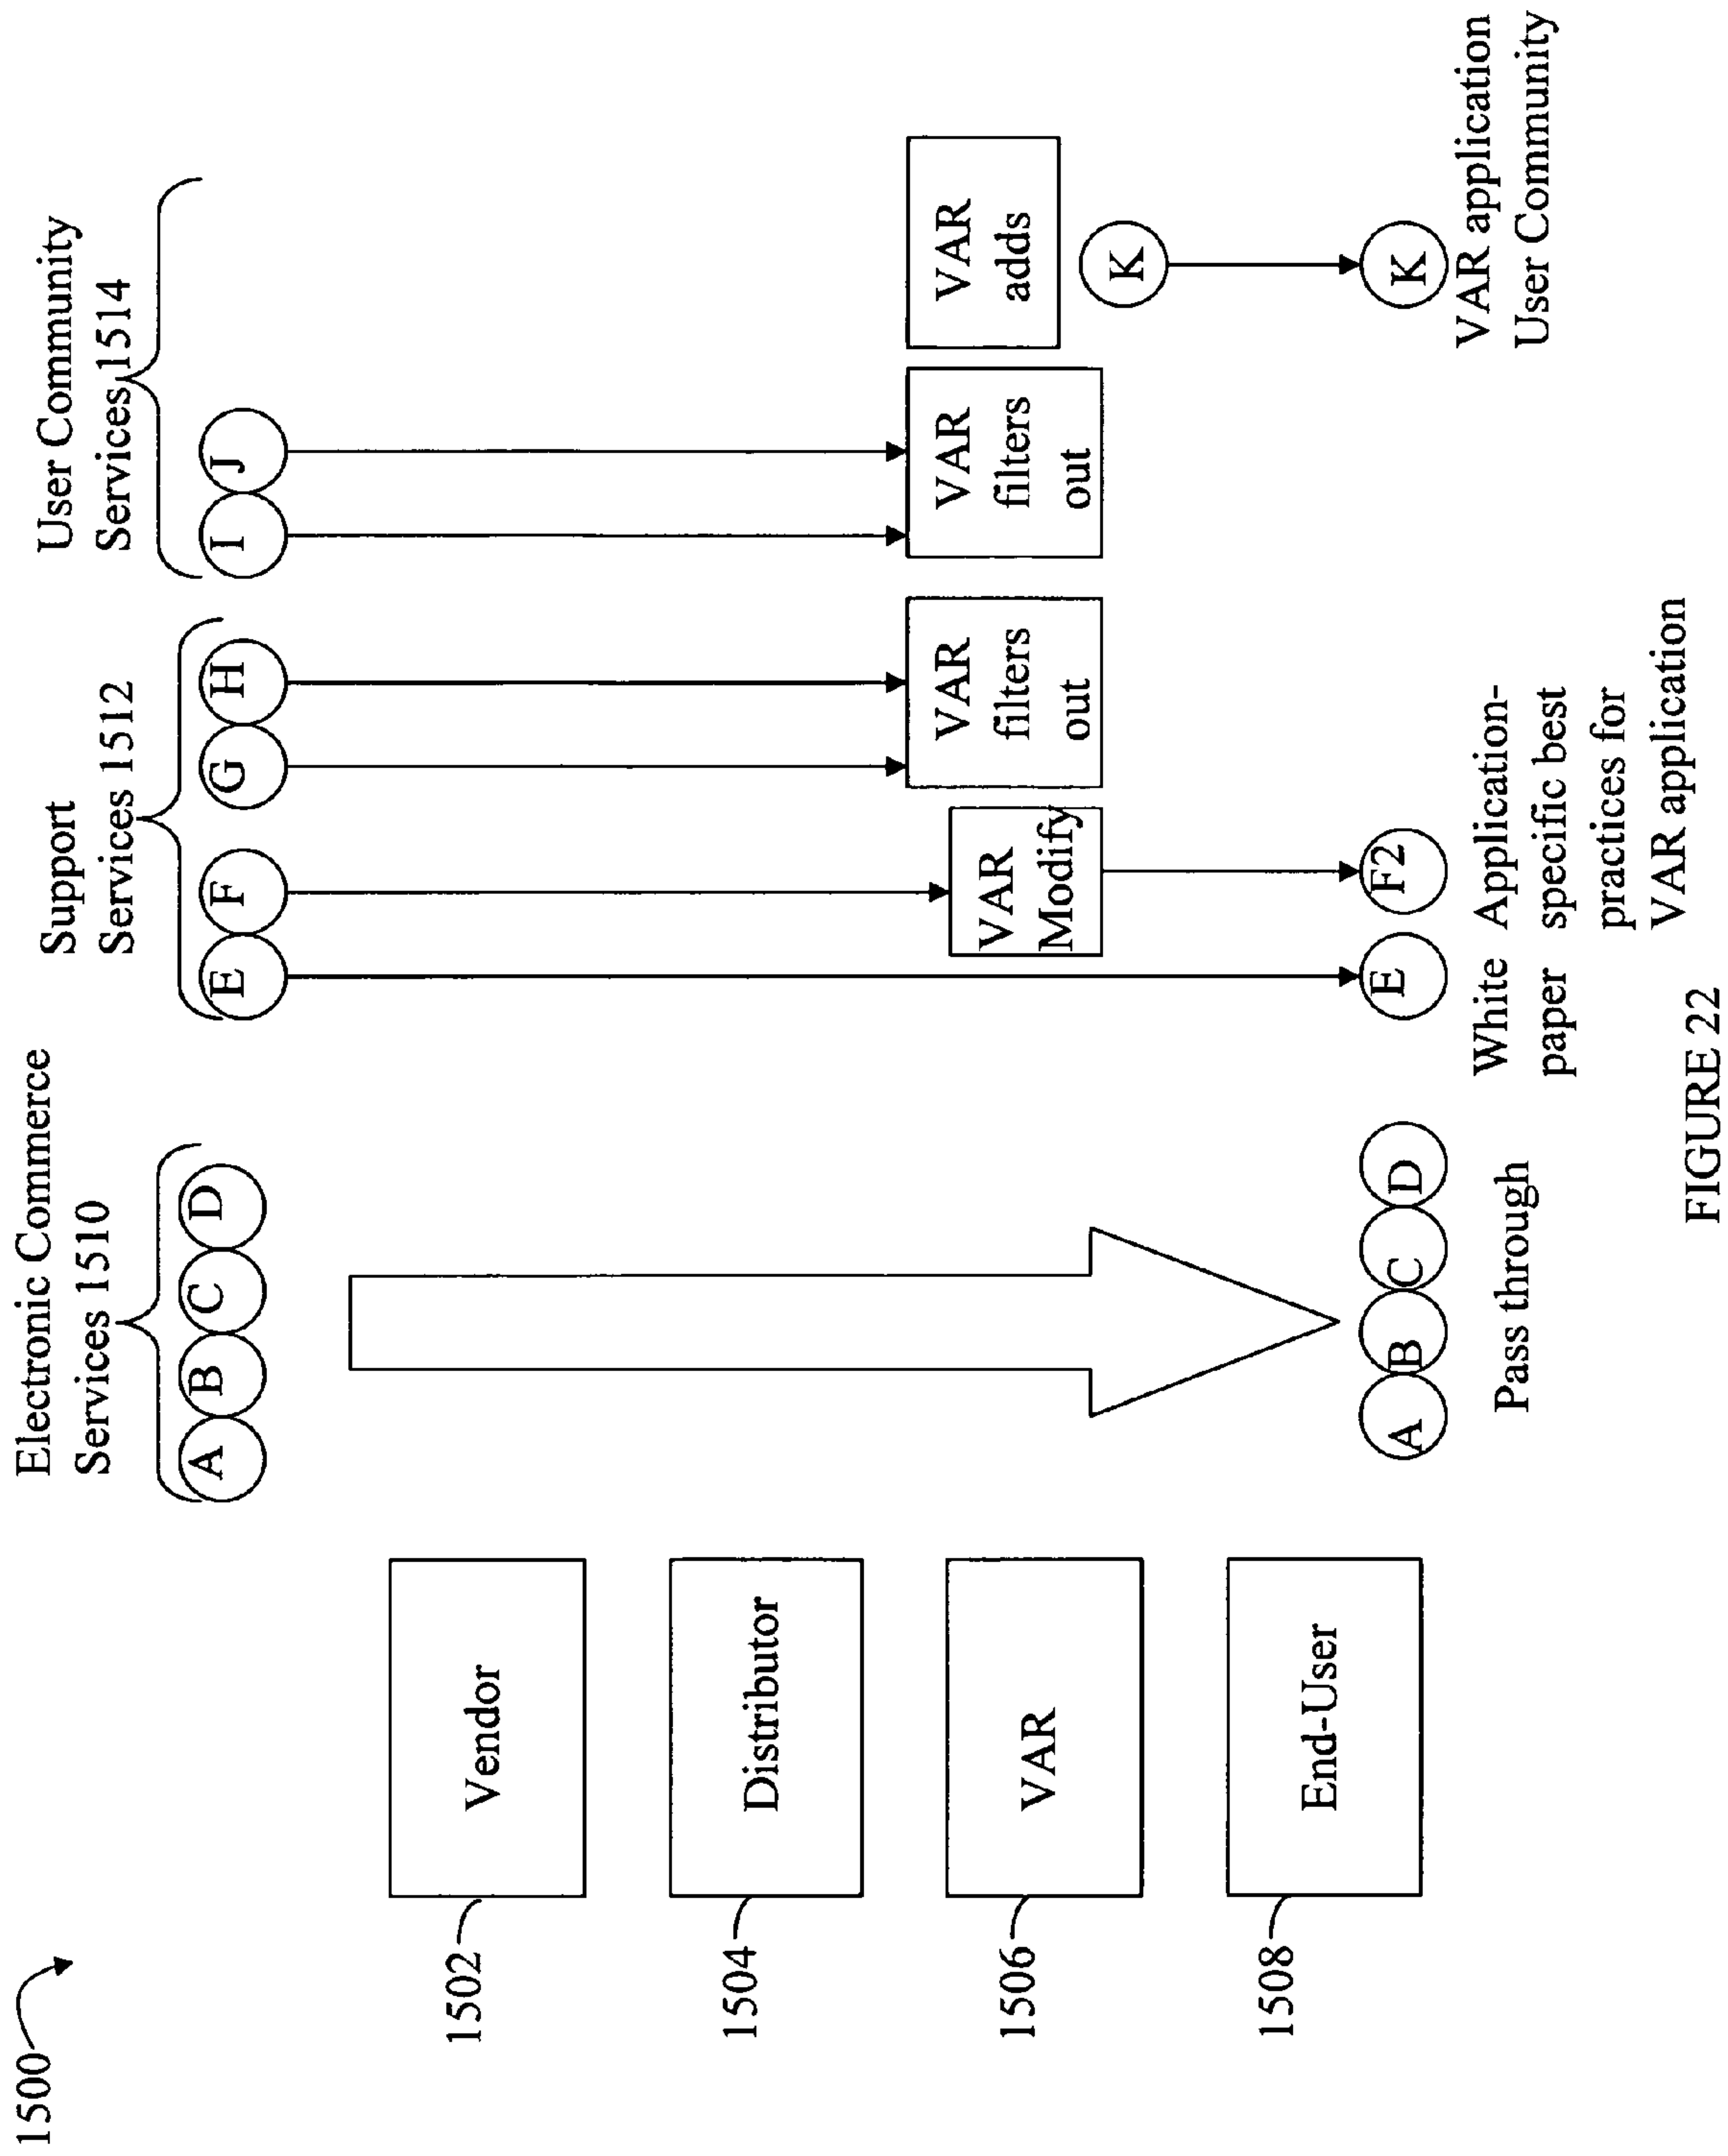 1500
Electronic Commerce
Services 1510
Support
Services 1512
User Community
Services 1514
A
B
C
D
E
F
G
H
I
J
1502
Vendor
1504
Distributor
1506
VAR
1508
End-User
VAR
Modify
VAR
filters
out
VAR
filters
out
VAR
adds
K
A
B
C
D
E
F2
K
Pass through
White
paper
Application-
specific best
practices for
VAR application
VAR application
User Community
FIGURE 22